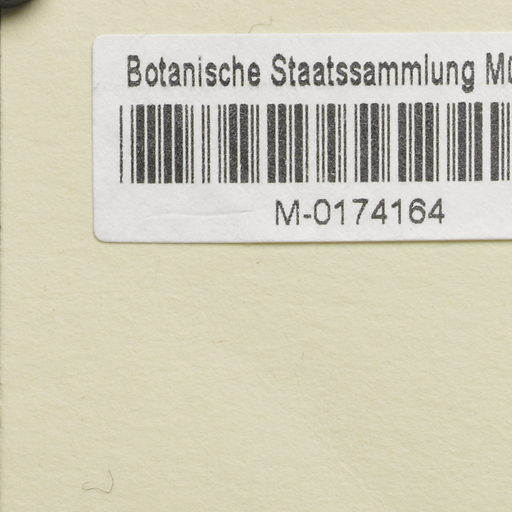 Botanische Staatssammlung
M-0174164